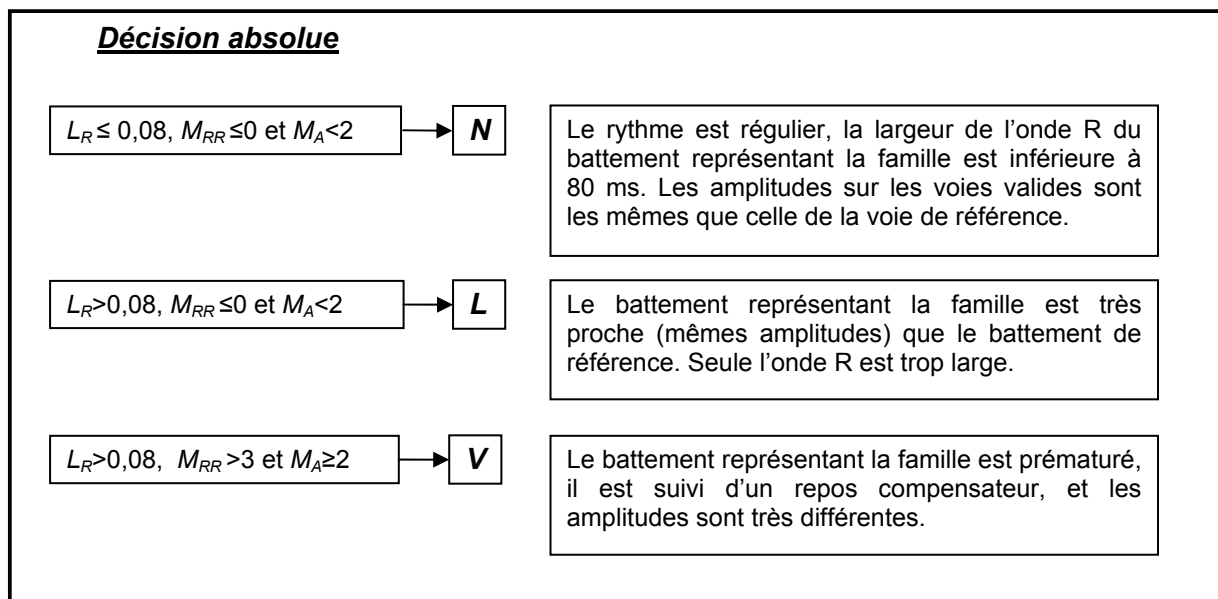 Décision absolue
L_R ≤ 0,08, M_RR ≤0 et M_A<2
N
Le rythme est régulier, la largeur de l’onde R du
battement représentant la famille est inférieure à
80 ms. Les amplitudes sur les voies valides sont
les mêmes que celle de la voie de référence.
L_R>0,08, M_RR ≤0 et M_A<2
L
Le battement représentant la famille est très
proche (mêmes amplitudes) que le battement de
référence. Seule l’onde R est trop large.
L_R>0,08, M_RR >3 et M_A≥2
V
Le battement représentant la famille est prématuré,
il est suivi d’un repos compensateur, et les
amplitudes sont très différentes.